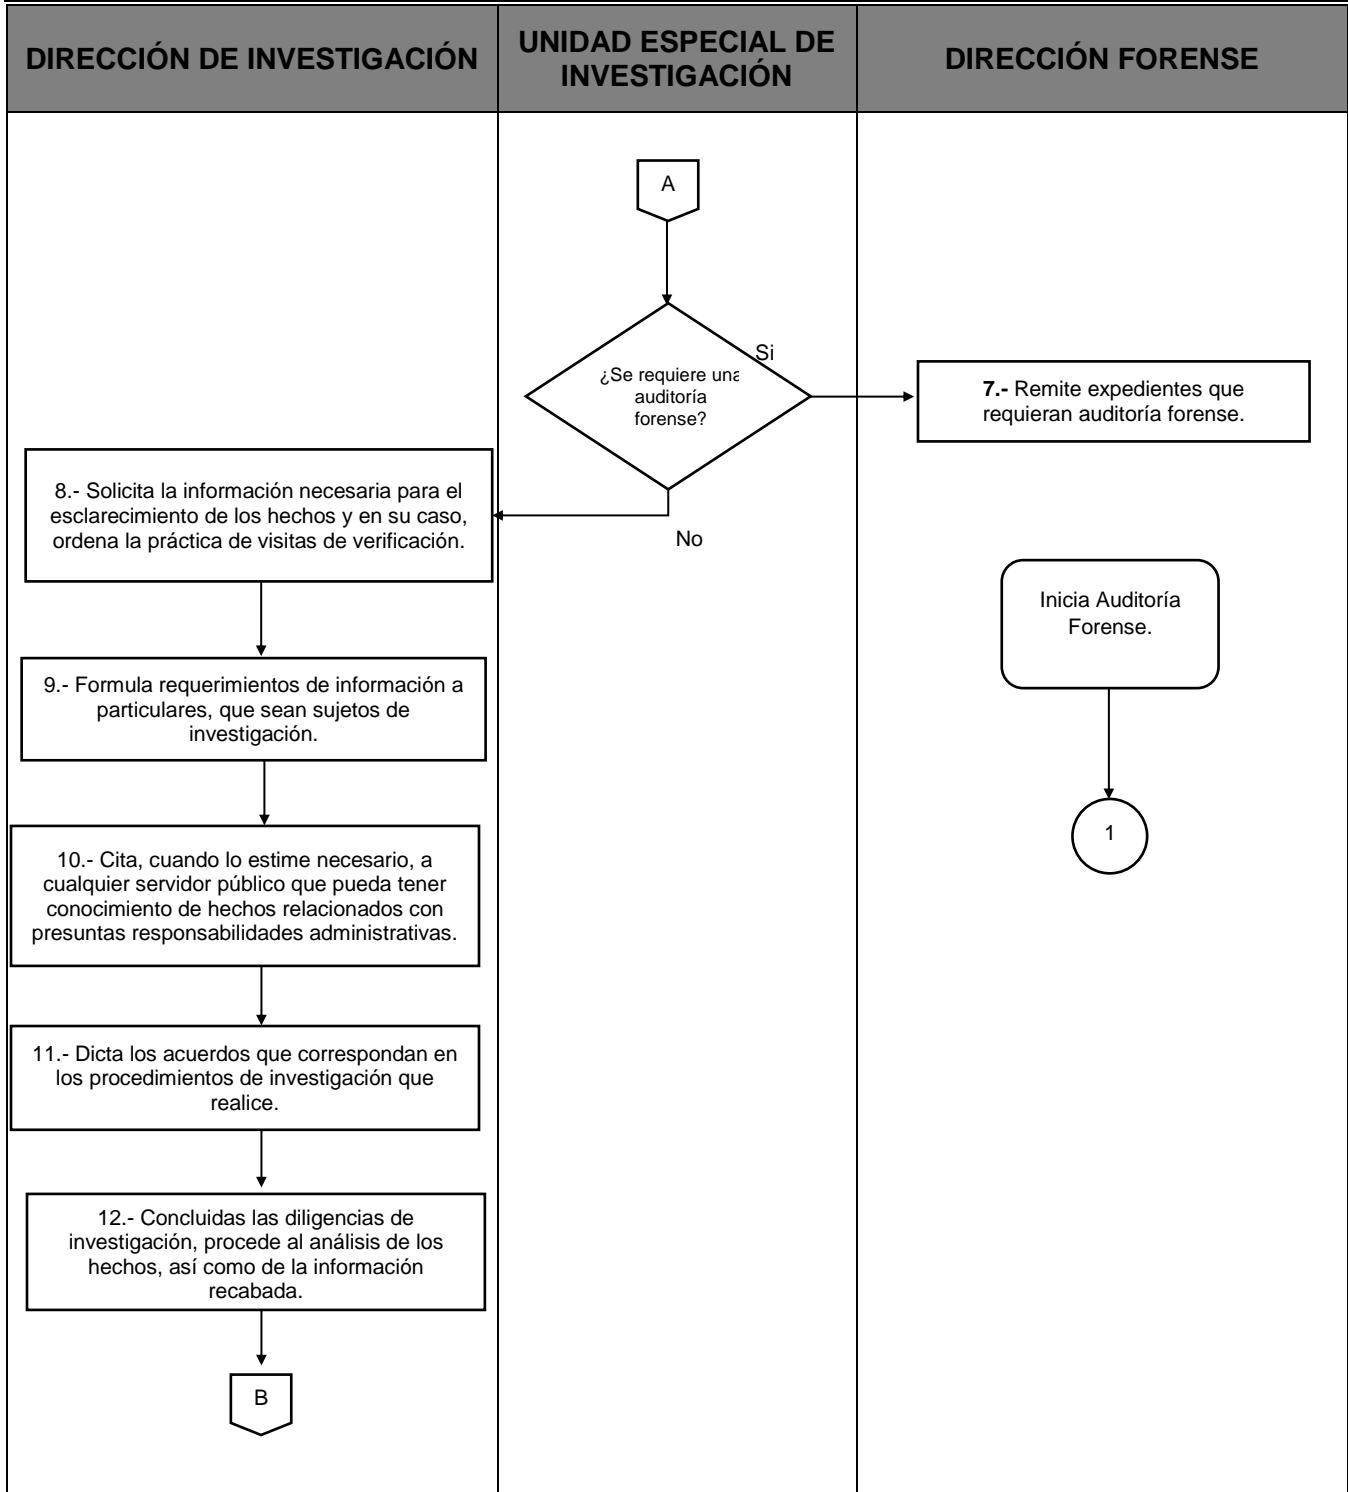 DIRECCIÓN DE INVESTIGACIÓN
UNIDAD ESPECIAL DE
INVESTIGACIÓN
DIRECCIÓN FORENSE
A
¿Se requiere una
auditoría
forense?
Si
7.- Remite expedientes que
requieran auditoría forense.
No
8.- Solicita la información necesaria para el
esclarecimiento de los hechos y en su caso,
ordena la práctica de visitas de verificación.
Inicia Auditoría
Forense.
1
9.- Formula requerimientos de información a
particulares, que sean sujetos de
investigación.
10.- Cita, cuando lo estime necesario, a
cualquier servidor público que pueda tener
conocimiento de hechos relacionados con
presuntas responsabilidades administrativas.
11.- Dicta los acuerdos que correspondan en
los procedimientos de investigación que
realice.
12.- Concluidas las diligencias de
investigación, procede al análisis de los
hechos, así como de la información
recabada.
B